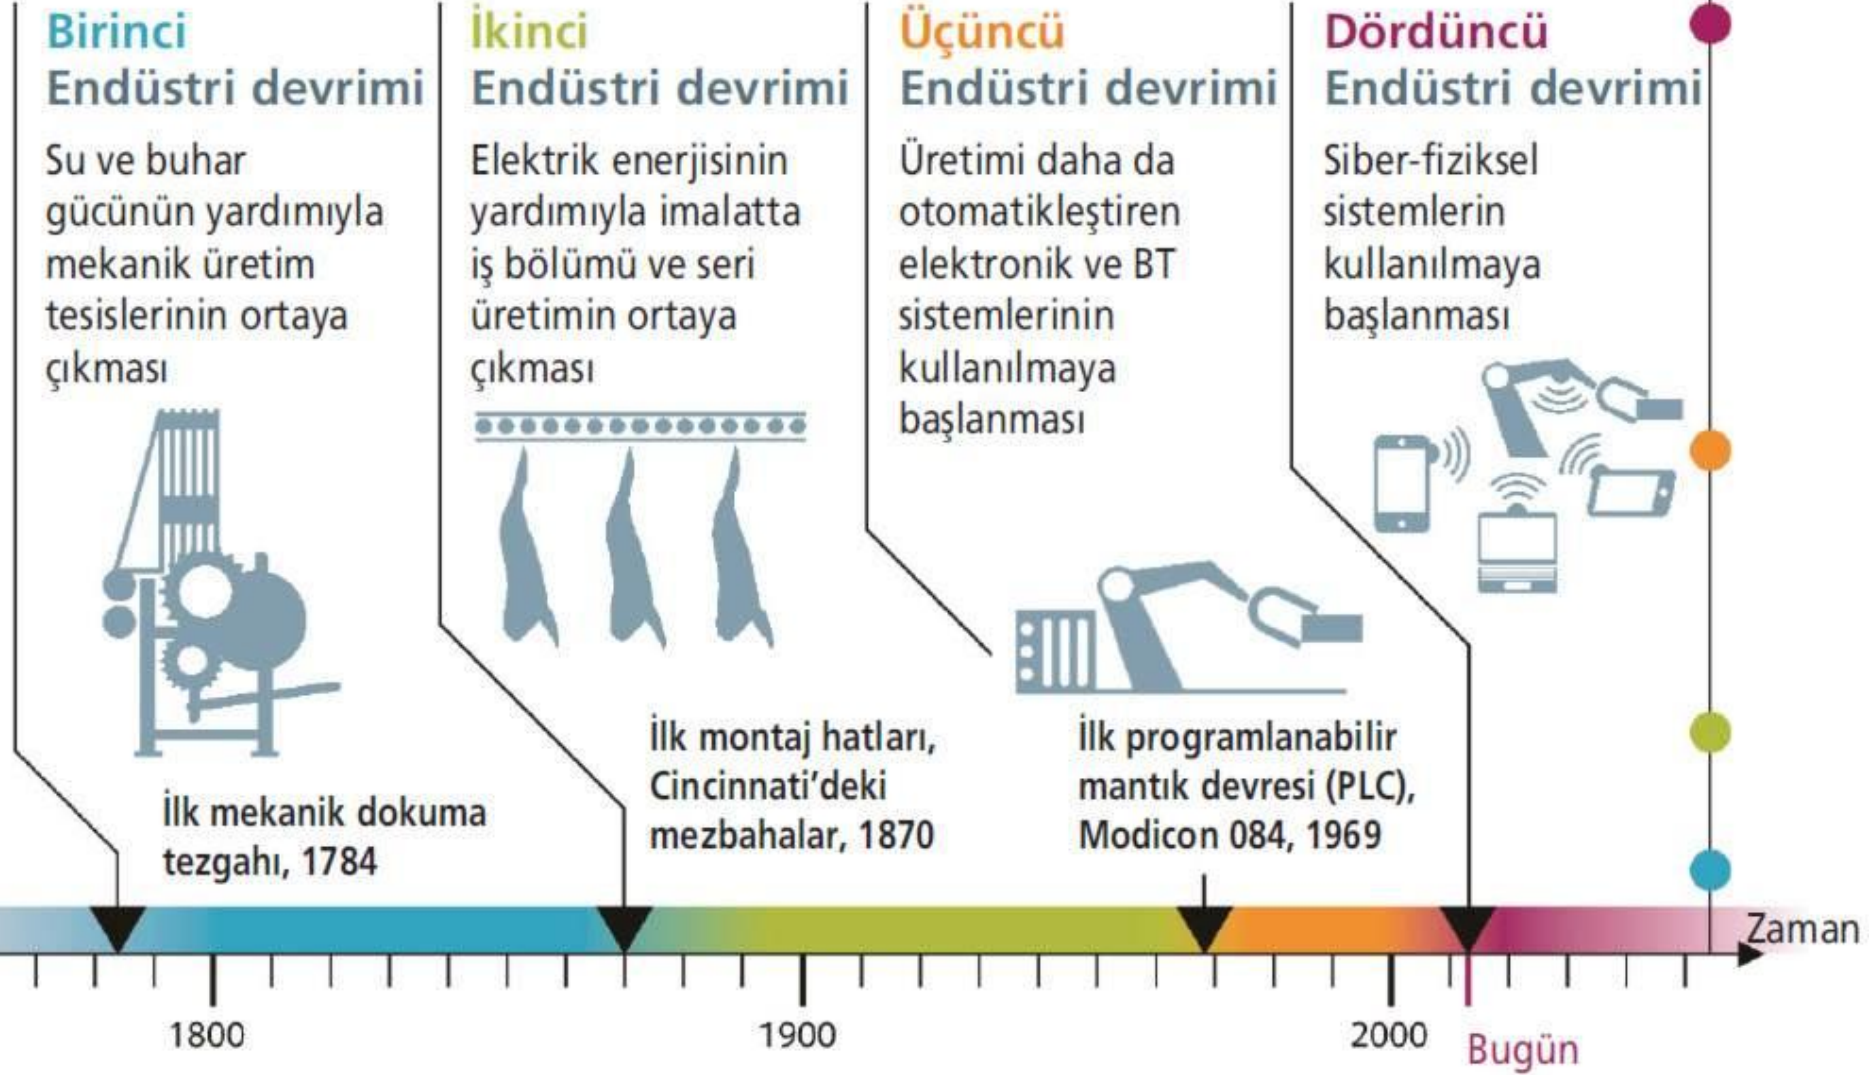 Birinci
Endüstri devrimi
Su ve buhar
gücünün yardımıyla
mekanik üretim
tesislerinin ortaya
çıkması
İlk mekanik dokuma
tezgahı, 1784
İkinci
Endüstri devrimi
Elektrik enerjisinin
yardımıyla imalatta
iş bölümü ve seri
üretimin ortaya
çıkması
İlk montaj hatları,
Cincinnati'deki
mezbahalar, 1870
Üçüncü
Endüstri devrimi
Üretimi daha da
otomatikleştiren
elektronik ve BT
sistemlerinin
kullanılmaya
başlanması
İlk programlanabilir
mantık devresi (PLC),
Modicon 084, 1969
Dördüncü
Endüstri devrimi
Siber-fiziksel
sistemlerin
kullanılmaya
başlanması
Zaman
1800
1900
2000
Bugün